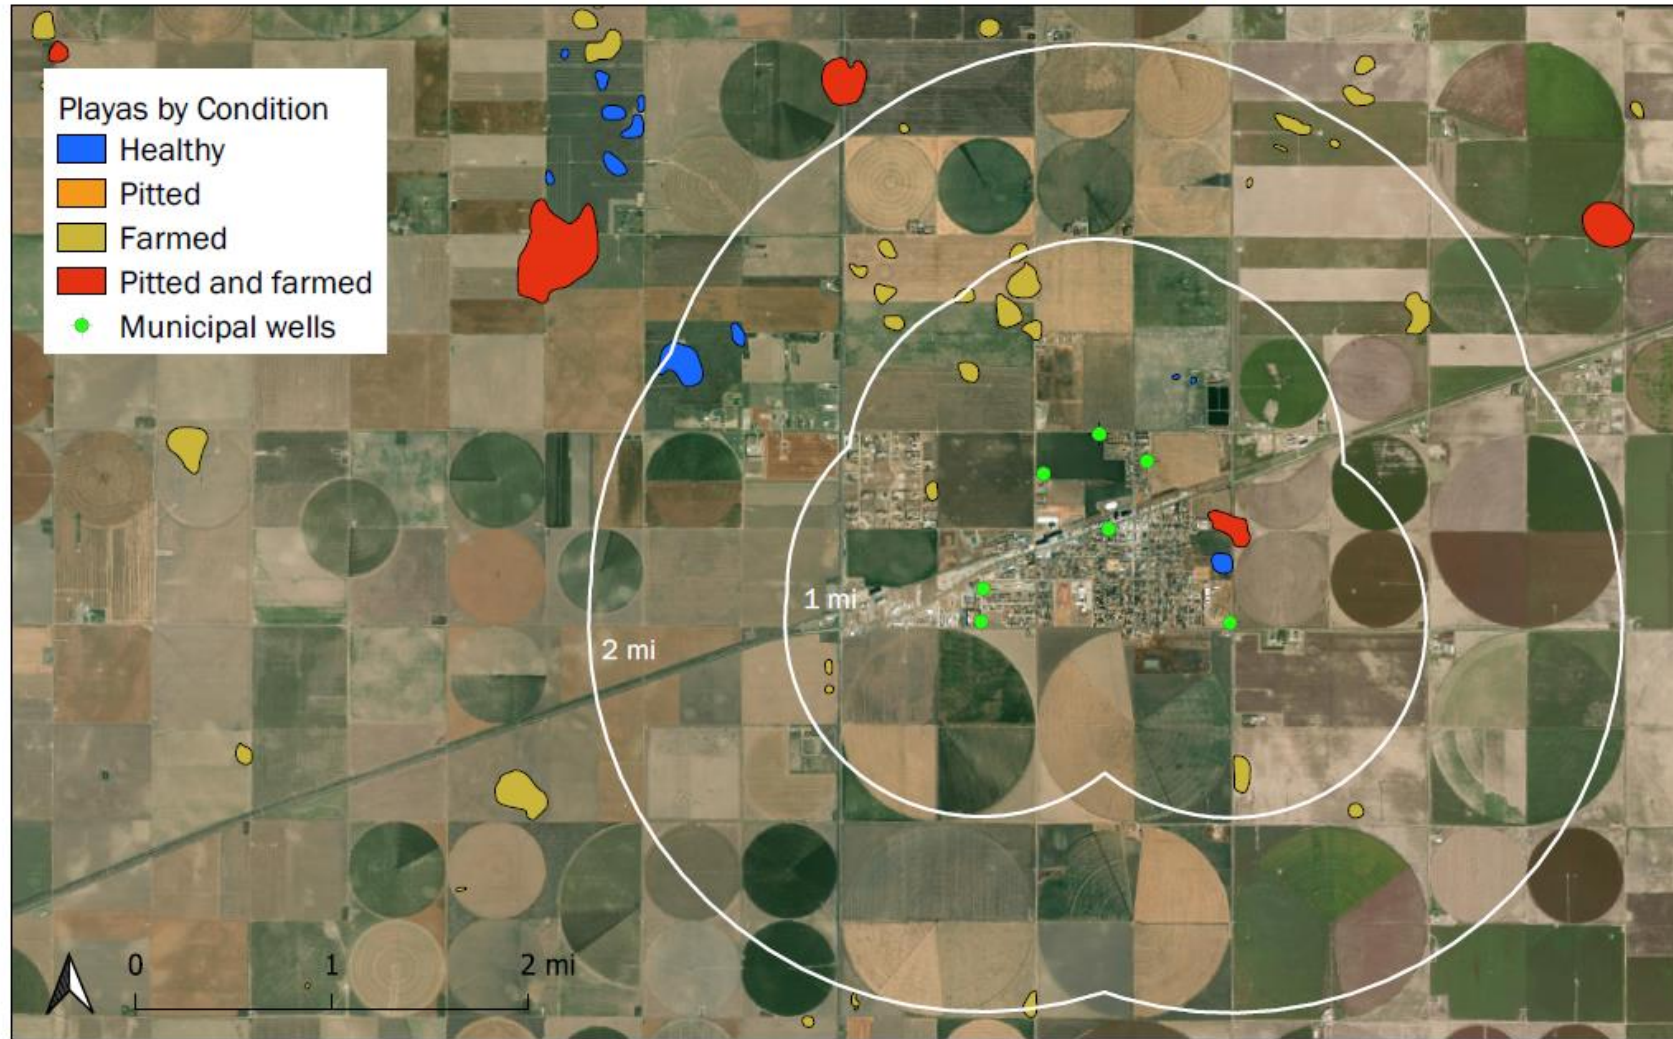 Playas by Condition
Healthy
Pitted
Farmed
Pitted and farmed
Municipal wells
1 mi
2 mi
0 1 2 mi